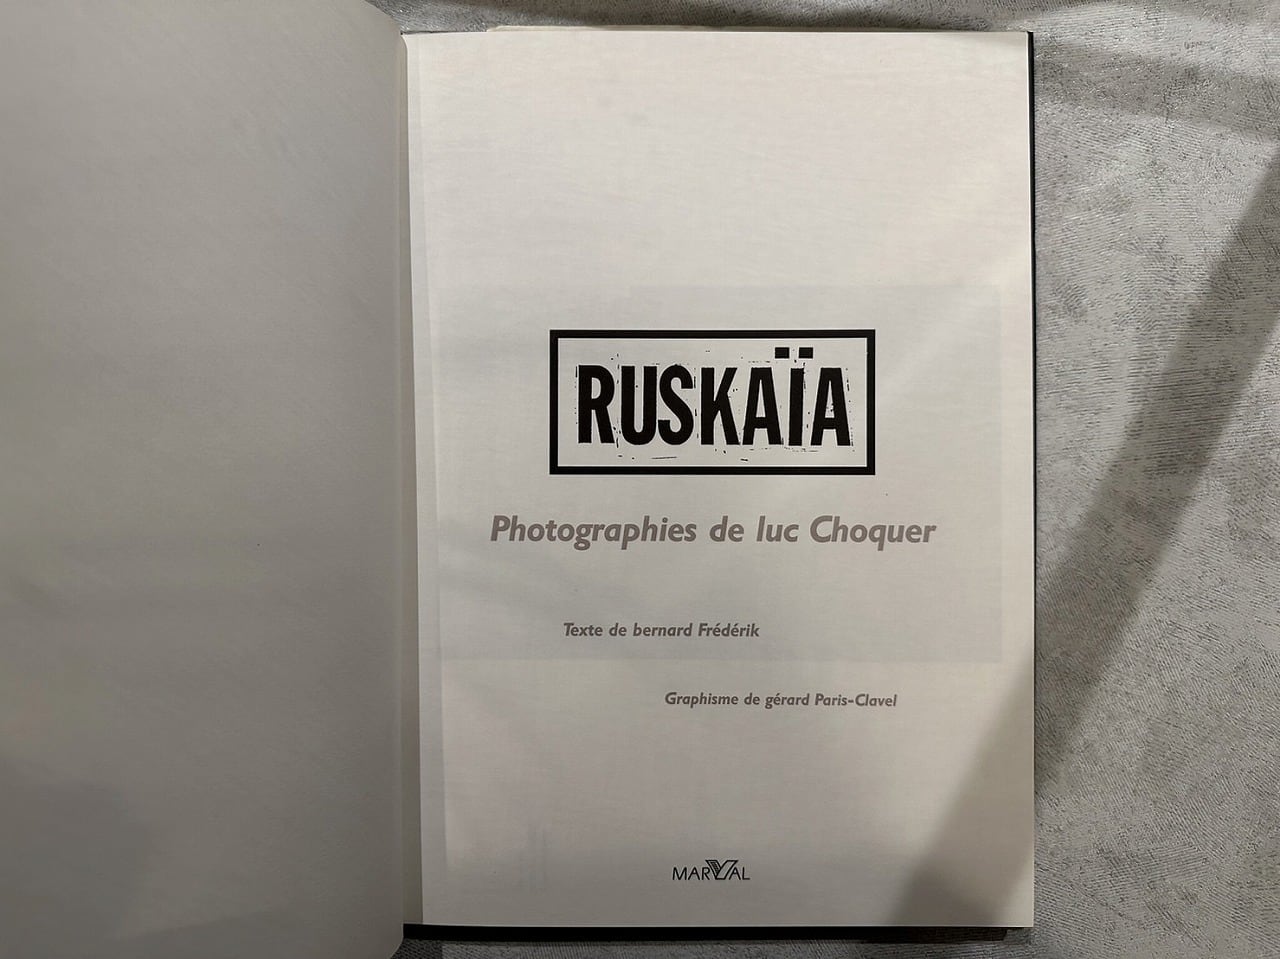 RUSKAÏA
Photographies de luc Choquer
Texte de bernard Frédérik
Graphisme de gérard Paris-Clavel
MARVAL